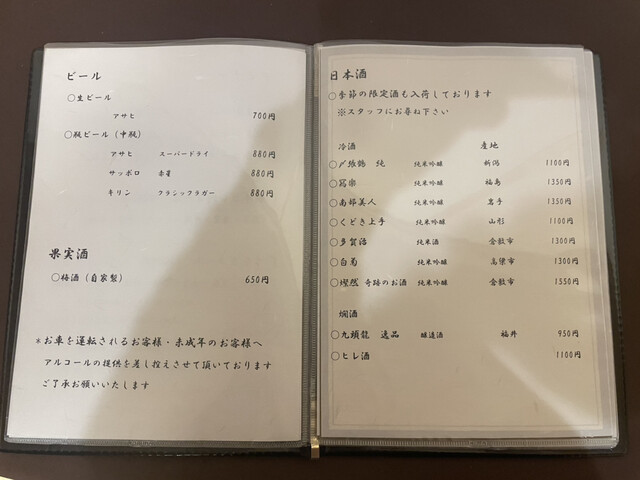 ビール
○生ビール
アサヒ 700円
○瓶ビール（中瓶）
アサヒ スーパードライ 880円
サッポロ 赤星 880円
キリン クラシックラガー 880円
果実酒
○梅酒（自家製） 650円
*お車を運転されるお客様・未成年のお客様へ
アルコールの提供を差し控えさせて頂いております
ご了承お願いいたします
日本酒
○季節の限定酒も入荷しております
※スタッフにお尋ね下さい
冷酒 産地
○〆張鶴 純 純米吟醸 新潟 1100円
○冩樂 純米吟醸 福島 1350円
○南部美人 純米吟醸 岩手 1350円
○くどき上手 純米吟醸 山形 1100円
○多賀治 純米酒 倉敷市 1300円
○白菊 純米吟醸 高梁市 1300円
○燦然 奇跡のお酒 純米吟醸 倉敷市 1550円
燗酒
○九頭龍 逸品 醸造酒 福井 950円
○ヒレ酒 1100円